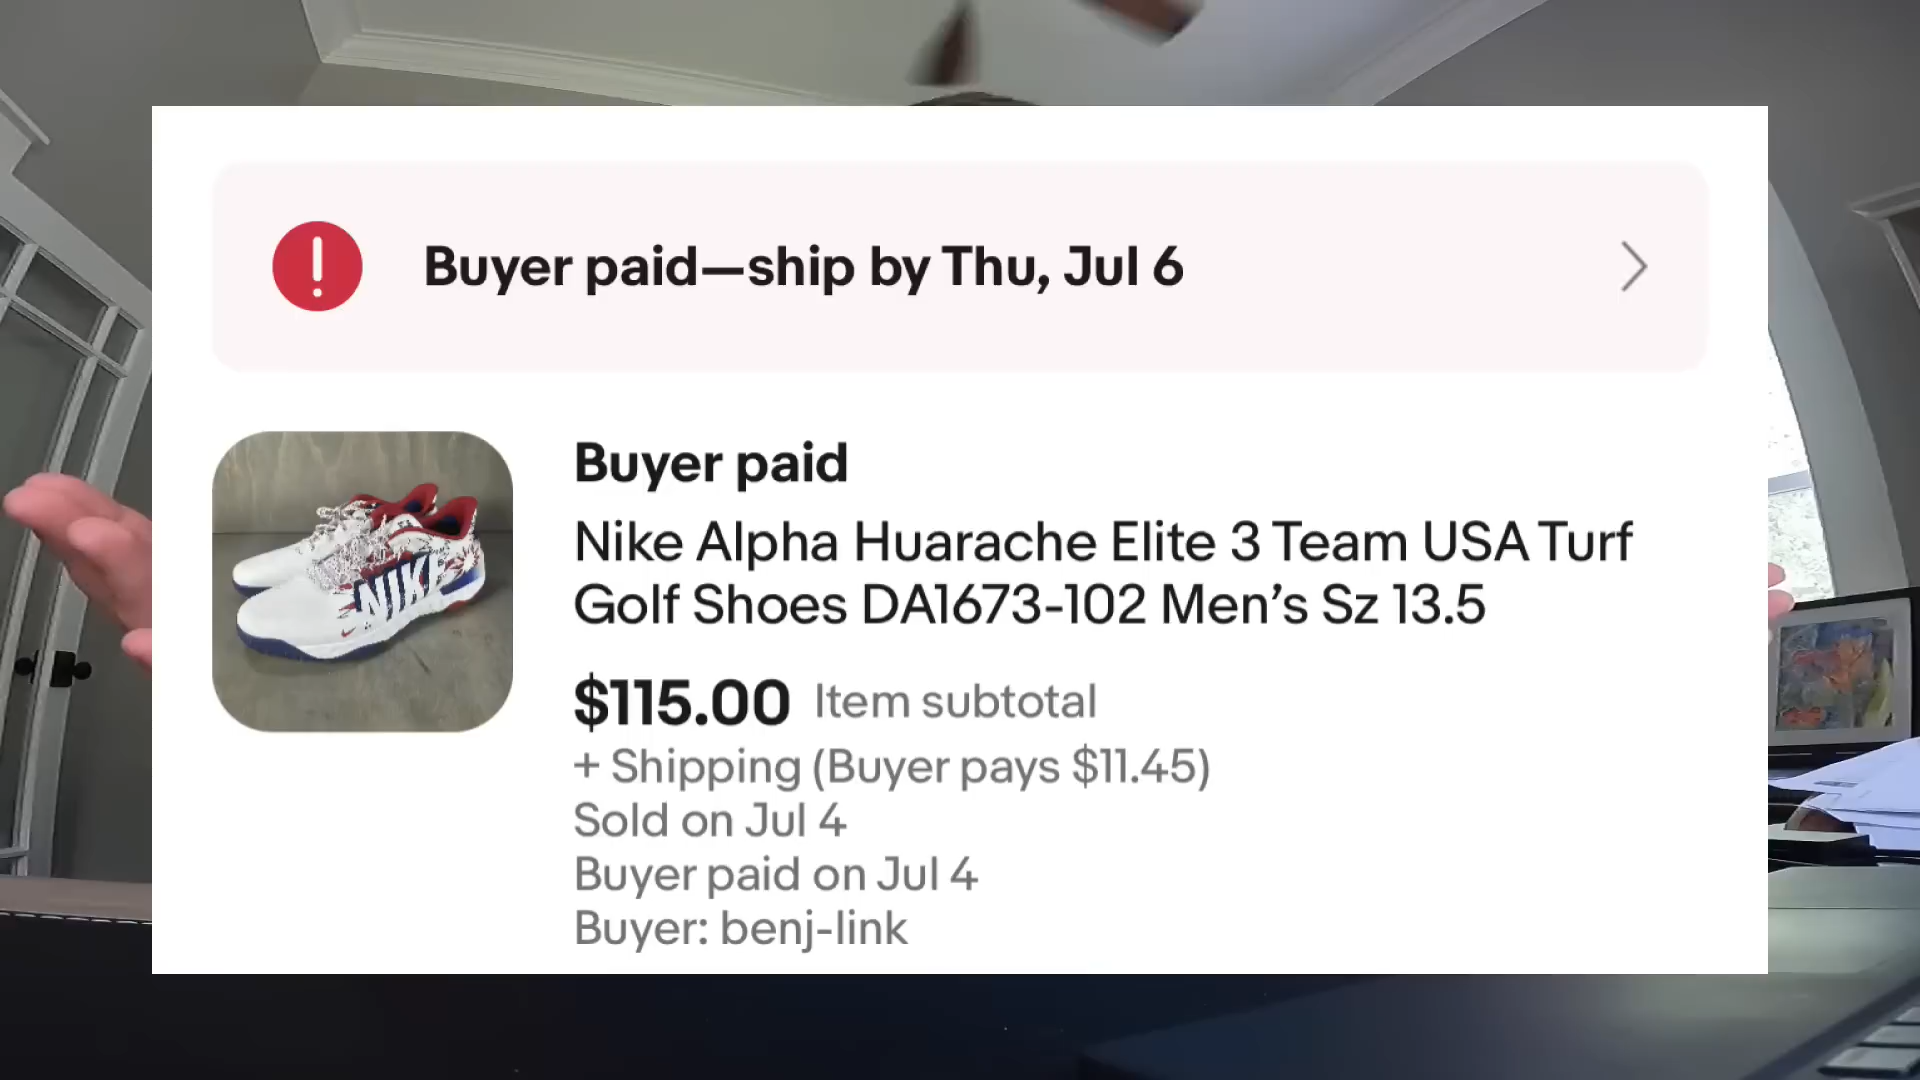 Buyer paid—ship by Thu, Jul 6
Buyer paid
Nike Alpha Huarache Elite 3 Team USA Turf
Golf Shoes DA1673-102 Men's Sz 13.5
$115.00 Item subtotal
+ Shipping (Buyer pays $11.45)
Sold on Jul 4
Buyer paid on Jul 4
Buyer: benj-link
NIKE